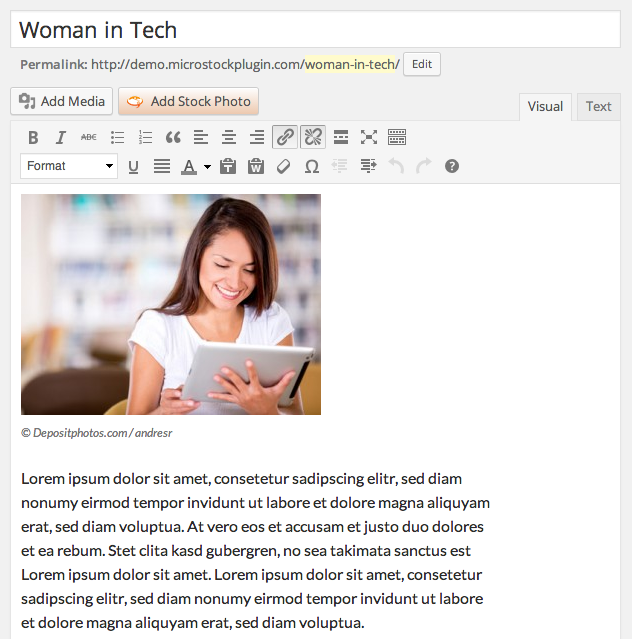 Woman in Tech
Permalink: http://demo.microstockplugin.com/woman-in-tech/ Edit
Add Media Add Stock Photo Visual Text
B I ABC
Format U A T W Ω ?
© Depositphotos.com / andresr
Lorem ipsum dolor sit amet, consetetur sadipscing elitr, sed diam
nonumy eirmod tempor invidunt ut labore et dolore magna aliquyam
erat, sed diam voluptua. At vero eos et accusam et justo duo dolores
et ea rebum. Stet clita kasd gubergren, no sea takimata sanctus est
Lorem ipsum dolor sit amet. Lorem ipsum dolor sit amet, consetetur
sadipscing elitr, sed diam nonumy eirmod tempor invidunt ut labore
et dolore magna aliquyam erat, sed diam voluptua.